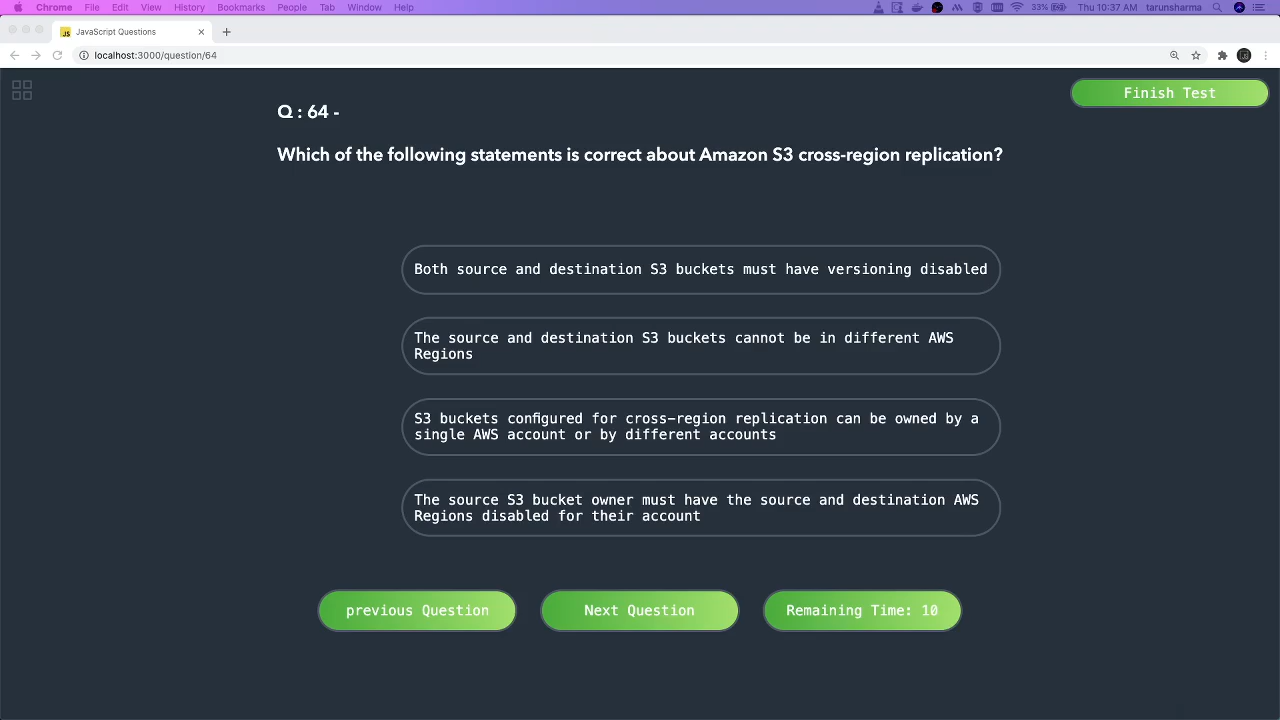 Chrome File Edit View History Bookmarks People Tab Window Help 33% Thu 10:37 AM tarunsharma
JavaScript Questions
localhost:3000/question/64
Finish Test
Q : 64 -
Which of the following statements is correct about Amazon S3 cross-region replication?
Both source and destination S3 buckets must have versioning disabled
The source and destination S3 buckets cannot be in different AWS
Regions
S3 buckets configured for cross-region replication can be owned by a
single AWS account or by different accounts
The source S3 bucket owner must have the source and destination AWS
Regions disabled for their account
previous Question Next Question Remaining Time: 10